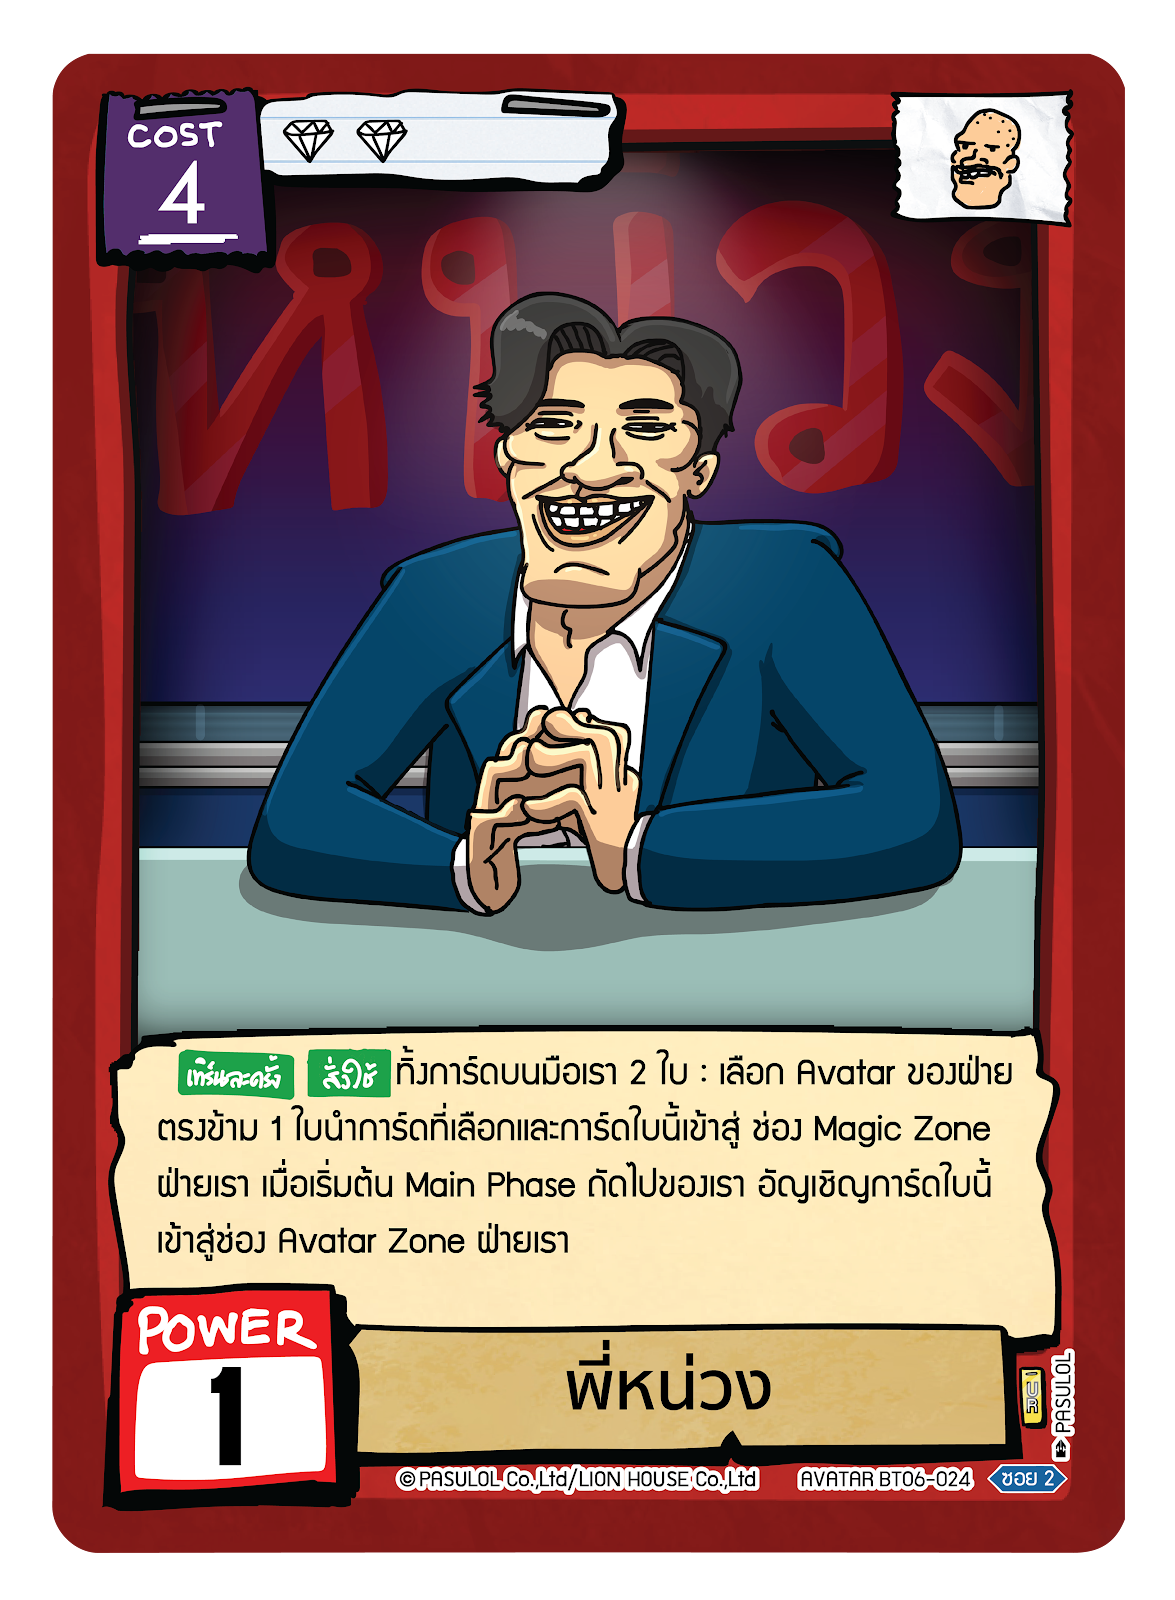 COST
4
หน่วง
เทิร์นละครั้ง สั่งใช้ ทิ้งการ์ดบนมือเรา 2 ใบ : เลือก Avatar ของฝ่าย
ตรงข้าม 1 ใบนำการ์ดที่เลือกและการ์ดใบนี้เข้าสู่ ช่อง Magic Zone
ฝ่ายเรา เมื่อเริ่มต้น Main Phase ถัดไปของเรา อัญเชิญการ์ดใบนี้
เข้าสู่ช่อง Avatar Zone ฝ่ายเรา
POWER
1
พี่หน่วง
UR
PASULOL
© PASULOL Co.,Ltd/LION HOUSE Co.,Ltd AVATAR BT06-024 ซอย 2